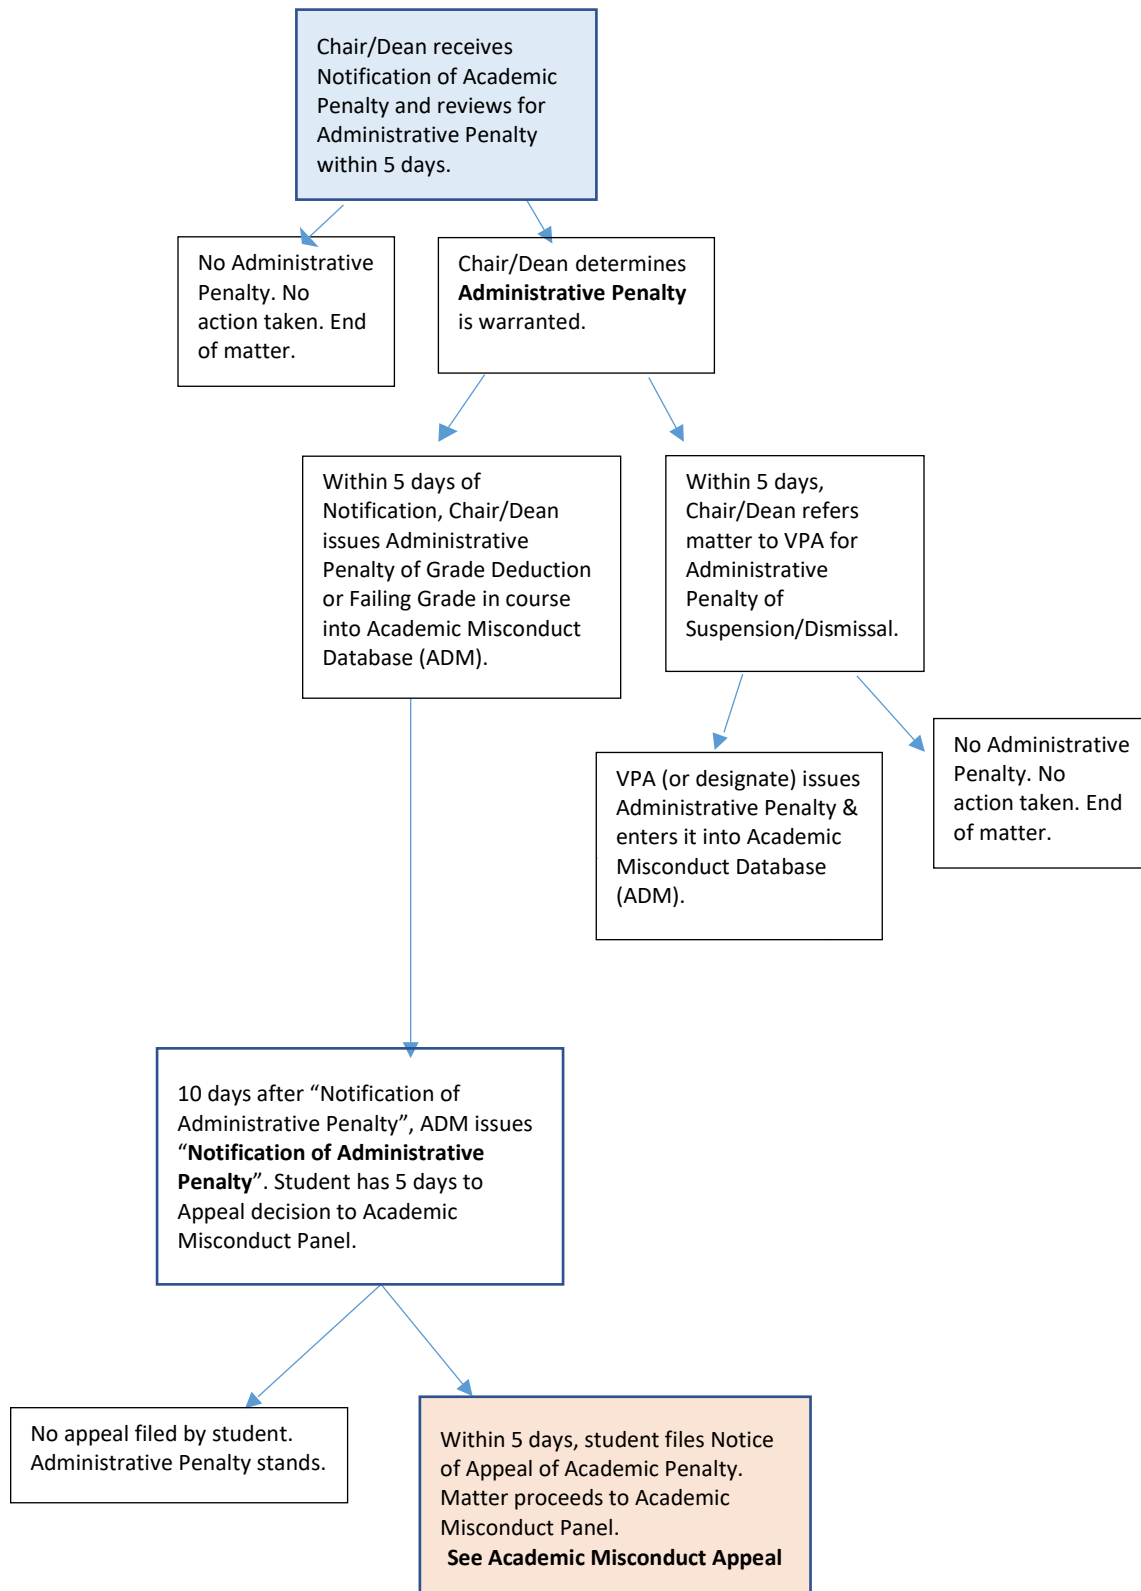 Chair/Dean receives
Notification of Academic
Penalty and reviews for
Administrative Penalty
within 5 days.
No Administrative
Penalty. No
action taken. End
of matter.
Chair/Dean determines
Administrative Penalty
is warranted.
Within 5 days of
Notification, Chair/Dean
issues Administrative
Penalty of Grade Deduction
or Failing Grade in course
into Academic Misconduct
Database (ADM).
Within 5 days,
Chair/Dean refers
matter to VPA for
Administrative
Penalty of
Suspension/Dismissal.
VPA (or designate) issues
Administrative Penalty &
enters it into Academic
Misconduct Database
(ADM).
No Administrative
Penalty. No
action taken. End
of matter.
10 days after “Notification of
Administrative Penalty”, ADM issues
“Notification of Administrative
Penalty”. Student has 5 days to
Appeal decision to Academic
Misconduct Panel.
No appeal filed by student.
Administrative Penalty stands.
Within 5 days, student files Notice
of Appeal of Academic Penalty.
Matter proceeds to Academic
Misconduct Panel.
See Academic Misconduct Appeal